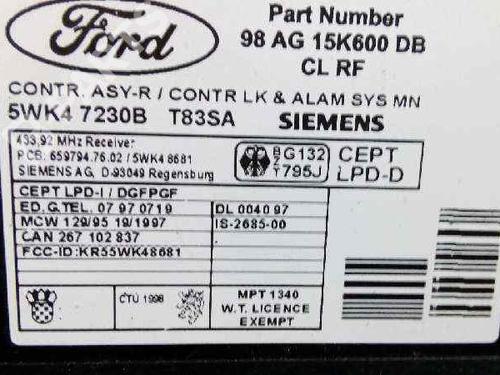 Ford
Part Number
98 AG 15K600 DB
CL RF
CONTR. ASY-R / CONTR LK & ALAM SYS MN
5WK4 7230B T83SA SIEMENS
433,92 MHz Receiver
PCB: 659794.76.02 / 5WK4 8681
SIEMENS AG, D-93049 Regensburg
BZT
G132
795J
CEPT
LPD-D
CEPT LPD-I / DGFPGF
ED. G.TEL. 07 97 0719
DL 0040 97
MCW 129/95 19/1997
IS-2685-00
CAN 267 102 837
FCC-ID:KR55WK48681
CTÚ 1998
MPT 1340
W.T. LICENCE
EXEMPT